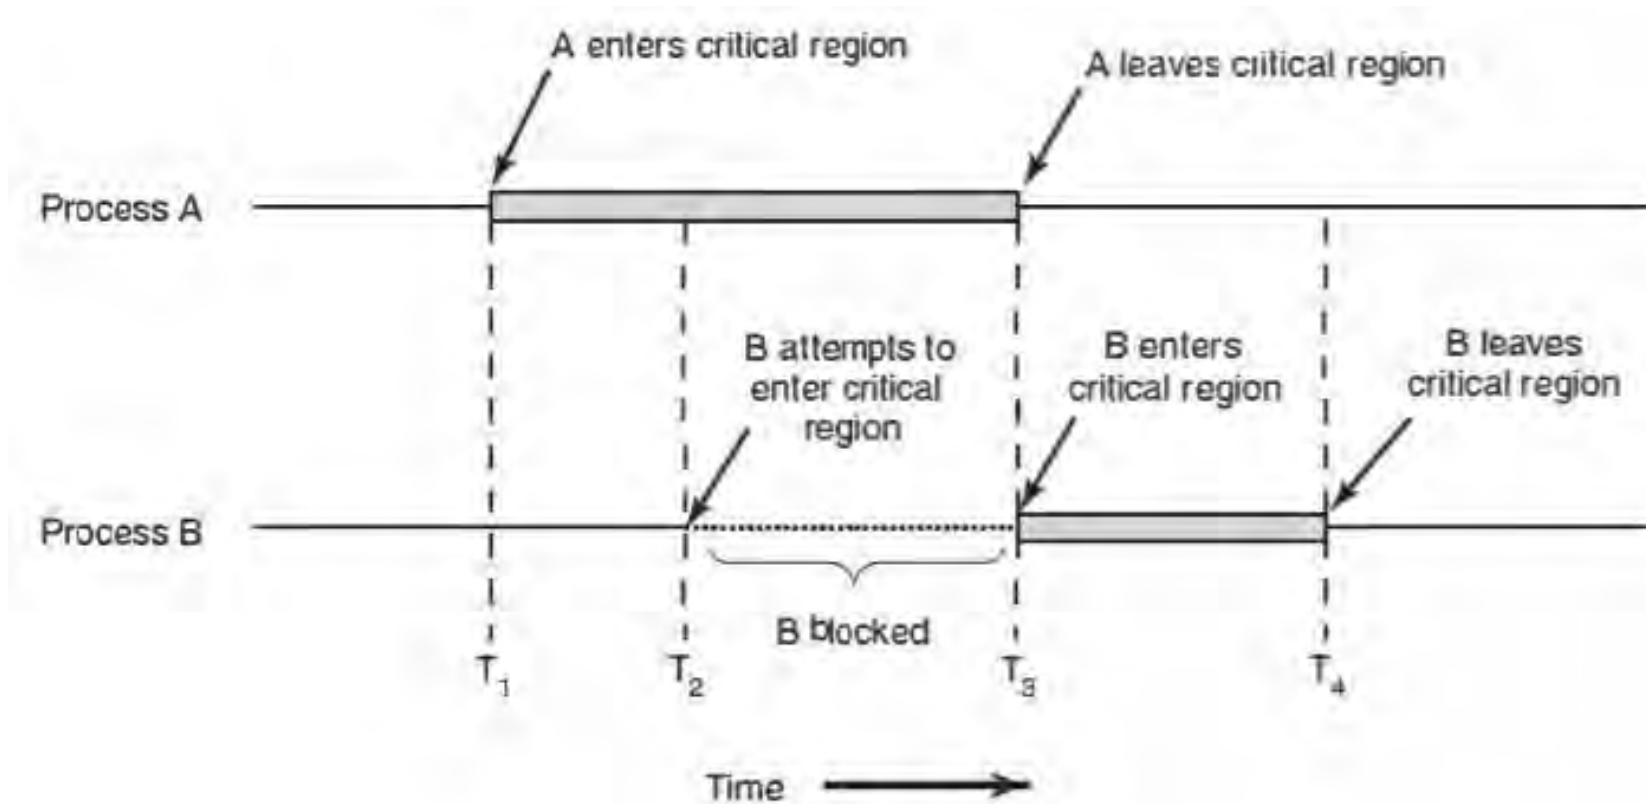 A enters critical region
A leaves critical region
Process A
B attempts to
enter critical
region
B enters
critical region
B leaves
critical region
Process B
B blocked
T1
T2
T3
T4
Time